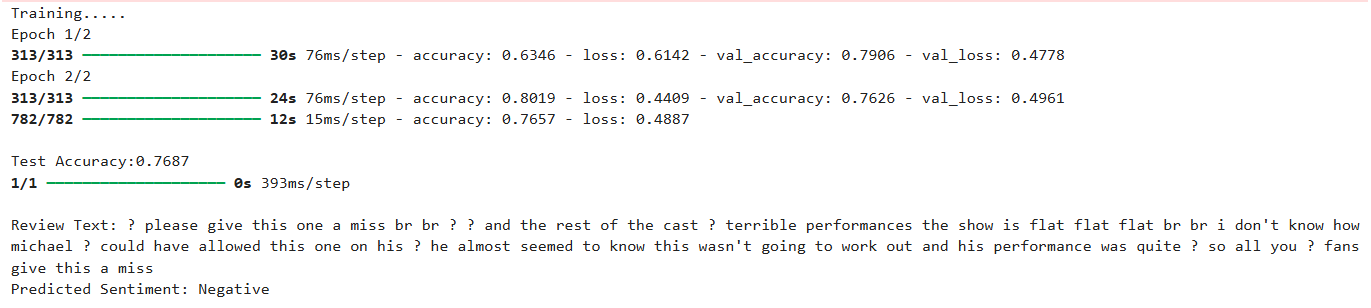 Training.....
Epoch 1/2
313/313 ━━━━━━━━━━━━━━━━━━━━ 30s 76ms/step - accuracy: 0.6346 - loss: 0.6142 - val_accuracy: 0.7906 - val_loss: 0.4778
Epoch 2/2
313/313 ━━━━━━━━━━━━━━━━━━━━ 24s 76ms/step - accuracy: 0.8019 - loss: 0.4409 - val_accuracy: 0.7626 - val_loss: 0.4961
782/782 ━━━━━━━━━━━━━━━━━━━━ 12s 15ms/step - accuracy: 0.7657 - loss: 0.4887
Test Accuracy:0.7687
1/1 ━━━━━━━━━━━━━━━━━━━━ 0s 393ms/step
Review Text: ? please give this one a miss br br ? ? and the rest of the cast ? terrible performances the show is flat flat flat br br i don't know how
michael ? could have allowed this one on his ? he almost seemed to know this wasn't going to work out and his performance was quite ? so all you ? fans
give this a miss
Predicted Sentiment: Negative